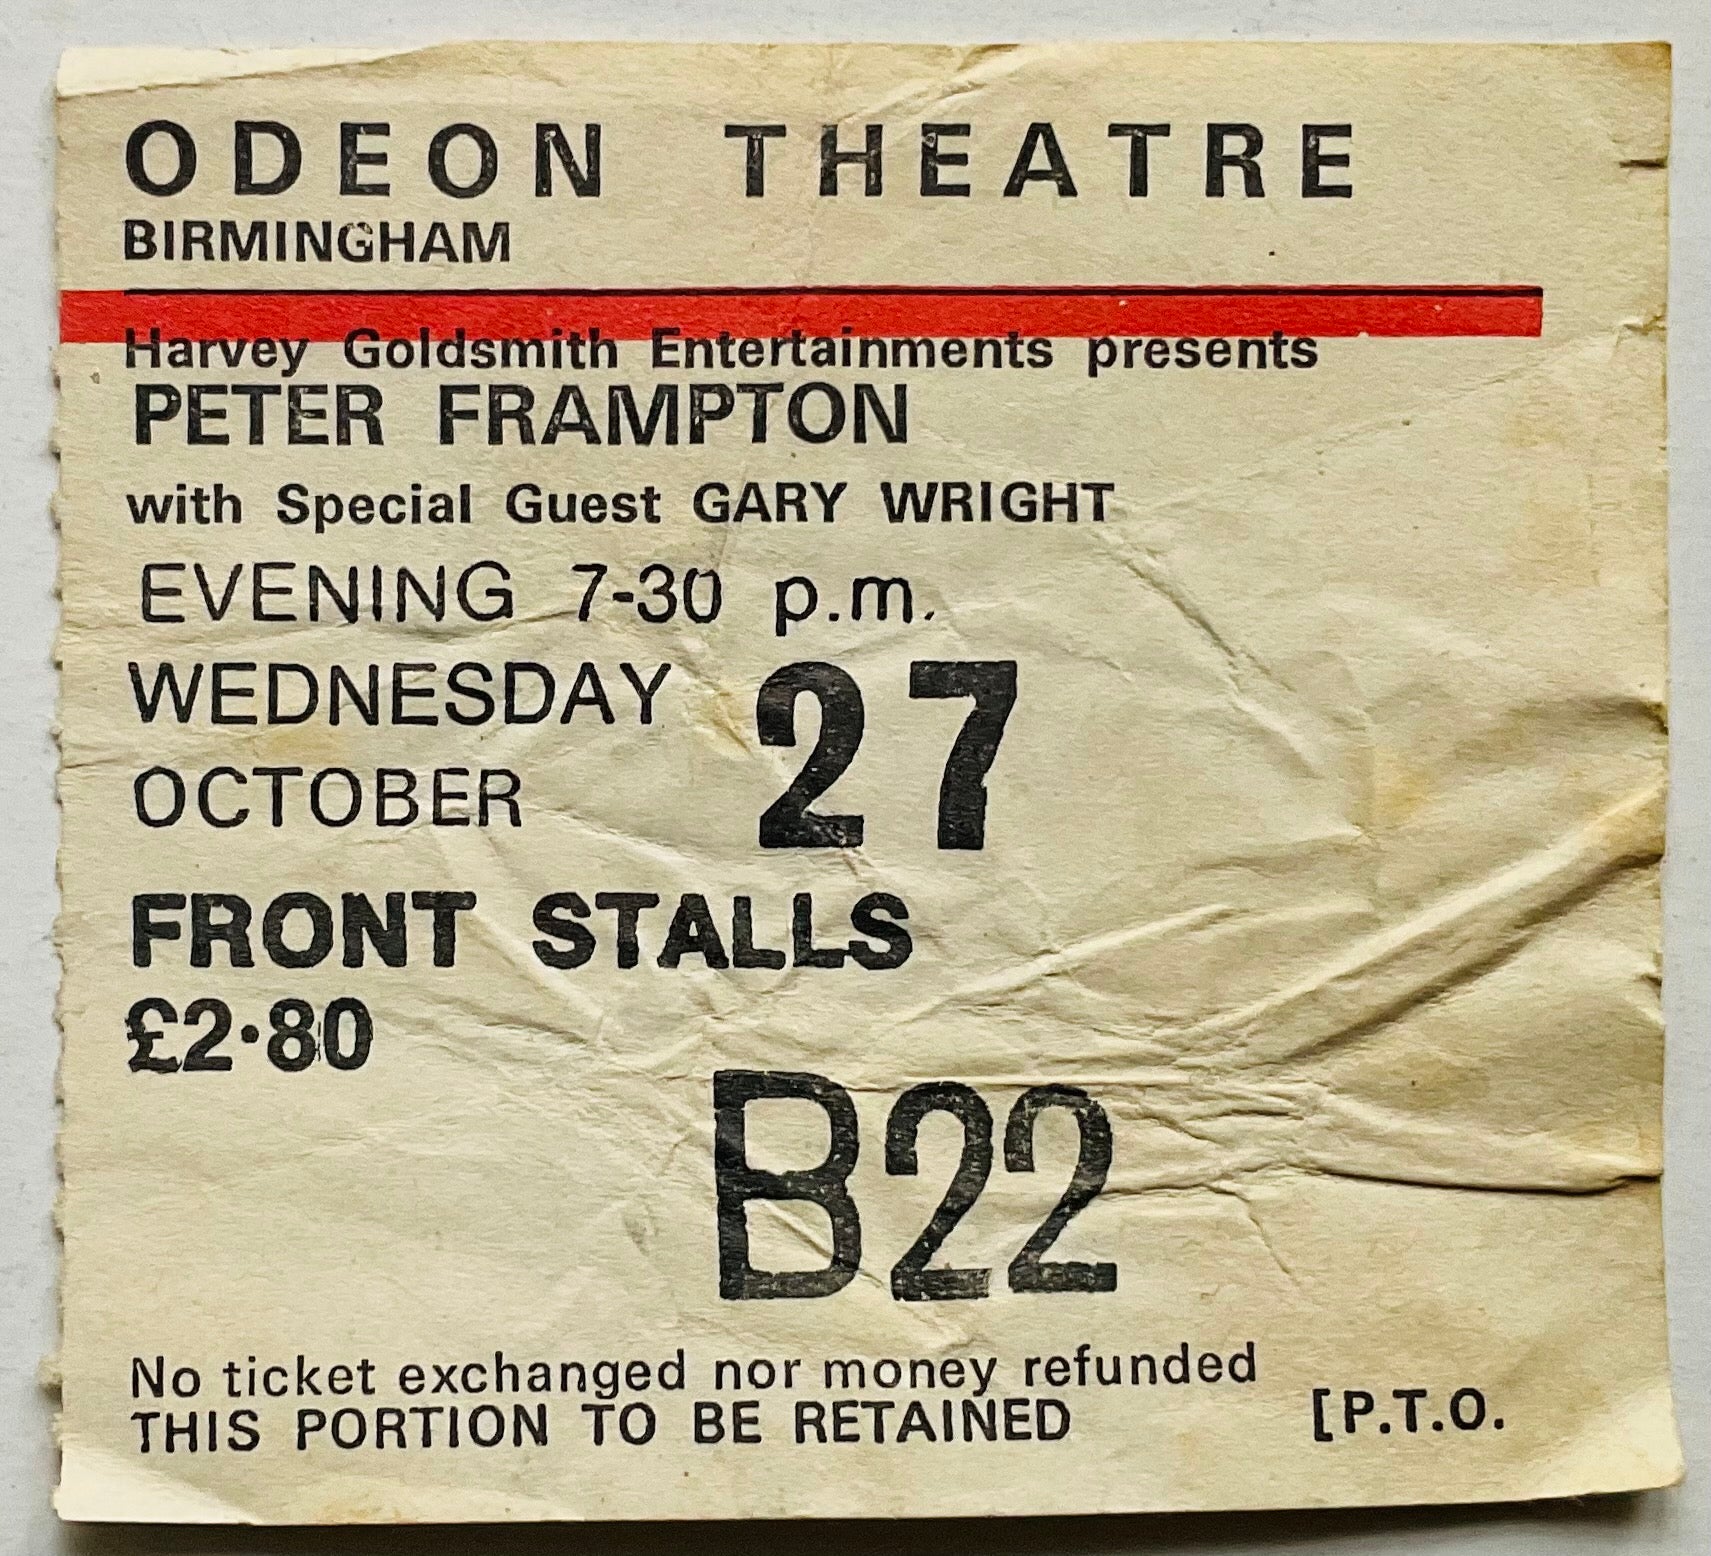 ODEON THEATRE
BIRMINGHAM
Harvey Goldsmith Entertainments presents
PETER FRAMPTON
with Special Guest GARY WRIGHT
EVENING 7-30 p.m.
WEDNESDAY 27
OCTOBER
FRONT STALLS
£2·80
B22
No ticket exchanged nor money refunded
THIS PORTION TO BE RETAINED [P.T.O.